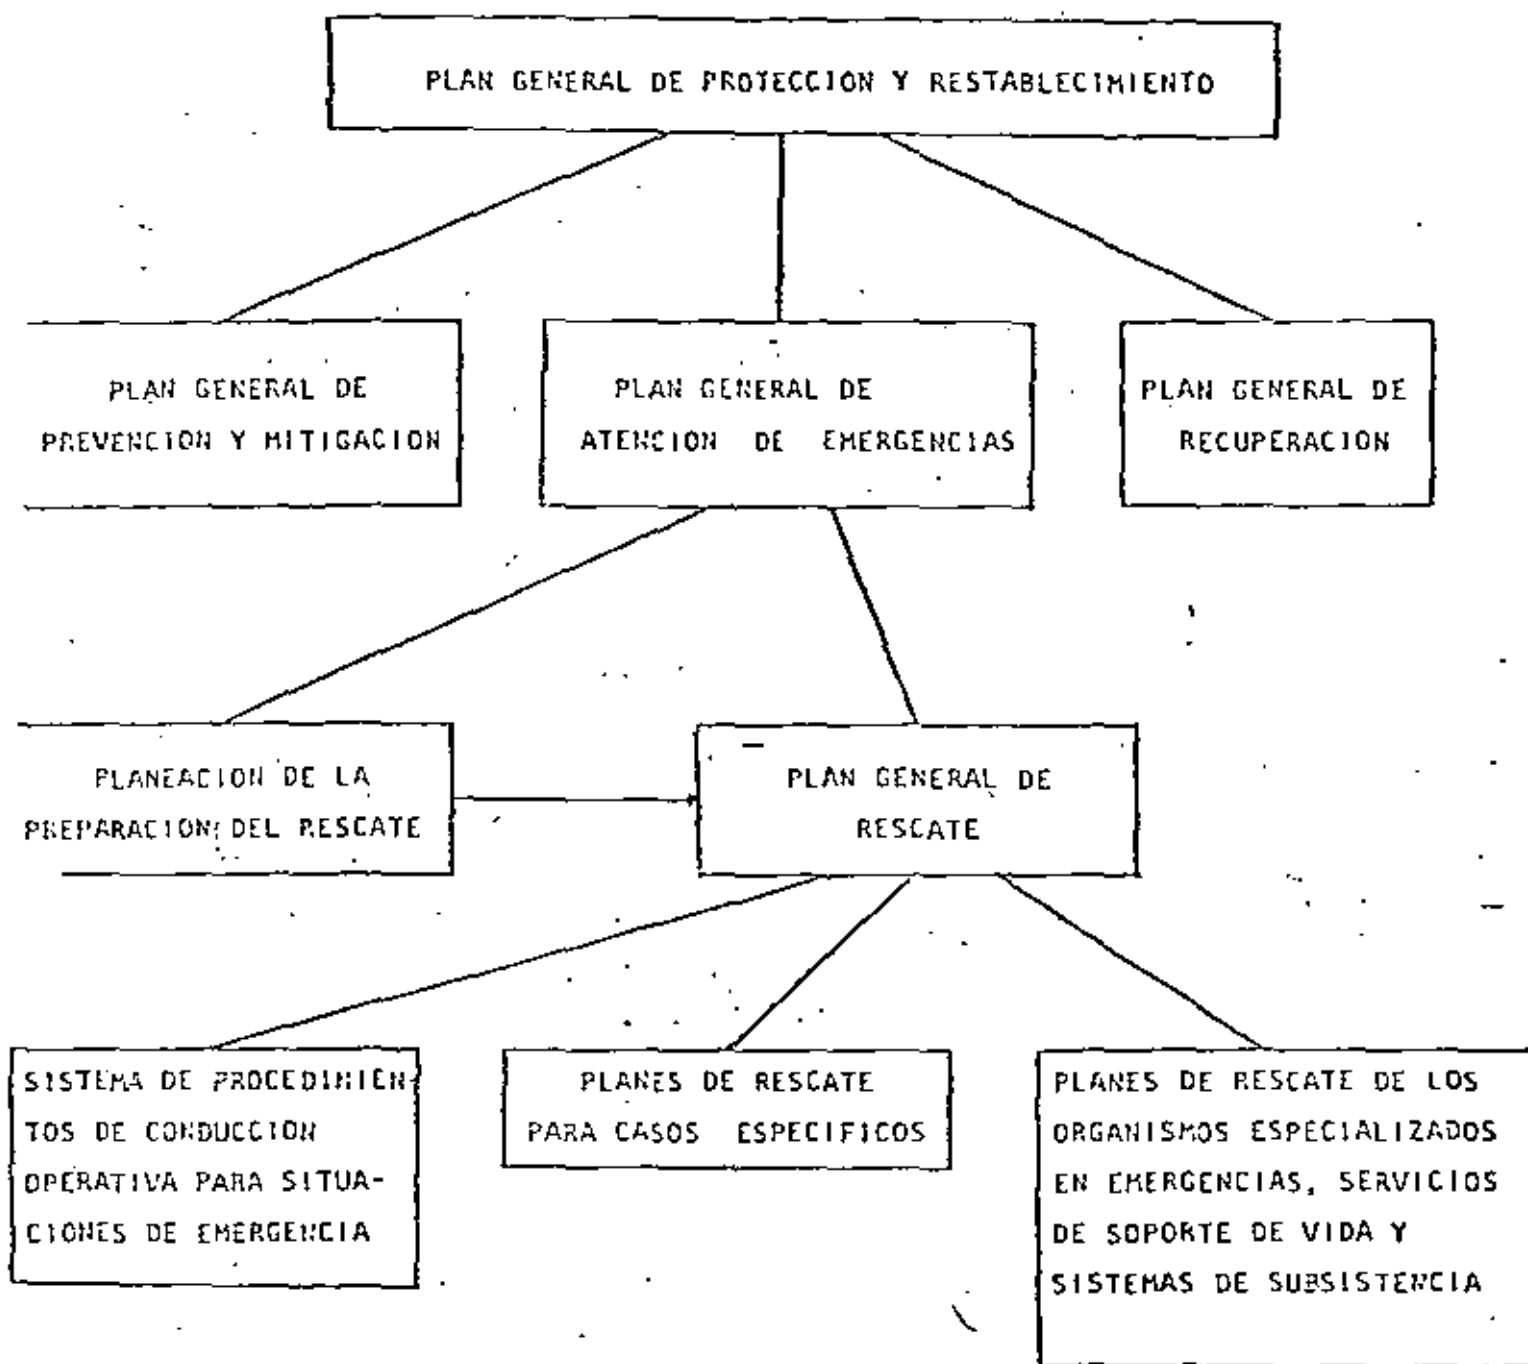 PLAN GENERAL DE PROTECCION Y RESTABLECIMIENTO
PLAN GENERAL DE
PREVENCION Y MITIGACION
PLAN GENERAL DE
ATENCION DE EMERGENCIAS
PLAN GENERAL DE
RECUPERACION
PLANEACION DE LA
PREPARACION DEL RESCATE
PLAN GENERAL DE
RESCATE
SISTEMA DE PROCEDIMIEN-
TOS DE CONDUCCION
OPERATIVA PARA SITUA-
CIONES DE EMERGENCIA
PLANES DE RESCATE
PARA CASOS ESPECIFICOS
PLANES DE RESCATE DE LOS
ORGANISMOS ESPECIALIZADOS
EN EMERGENCIAS, SERVICIOS
DE SOPORTE DE VIDA Y
SISTEMAS DE SUBSISTENCIA